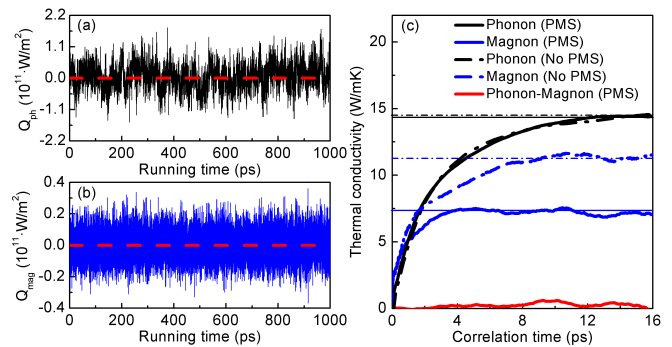 (a)
2.2
1.1
0.0
-1.1
-2.2
Q_ph (10^11·W/m^2)
0 200 400 600 800 1000
Running time (ps)
(b)
0.4
0.2
0.0
-0.2
-0.4
Q_mag (10^11·W/m^2)
0 200 400 600 800 1000
Running time (ps)
(c)
Phonon (PMS)
Magnon (PMS)
Phonon (No PMS)
Magnon (No PMS)
Phonon-Magnon (PMS)
20
15
10
5
0
Thermal conductivity (W/mK)
0 4 8 12 16
Correlation time (ps)